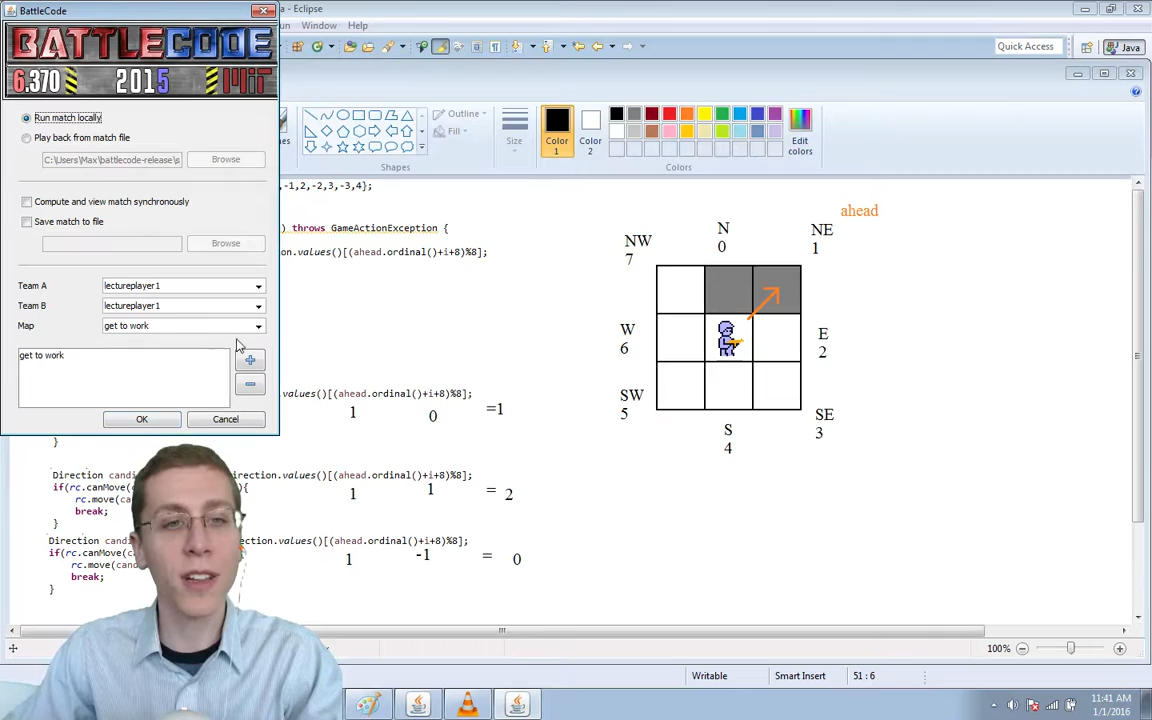 BattleCode
a - Eclipse
BATTLECODE
6.370 2015 MIT
un Window Help
Quick Access
Java
Run match locally
Play back from match file
C:\Users\Max\battlecode-release\s Browse
Compute and view match synchronously
Save match to file
Browse
Team A lectureplayer1
Team B lectureplayer1
Map get to work
get to work
OK Cancel
nes
Outline
Fill
Shapes
Size
Color 1
Color 2
Edit colors
Colors
,-1,2,-2,3,-3,4};
) throws GameActionException {
ection.values()[(ahead.ordinal()+i+8)%8];
irection.values()[(ahead.ordinal()+i+8)%8];
1 0 =1
}
Direction candi irection.values()[(ahead.ordinal()+i+8)%8];
if(rc.canMove(c {
rc.move(can
break;
}
1 1 = 2
Direction candi ection.values()[(ahead.ordinal()+i+8)%8];
if(rc.canMove(c
rc.move(ca
break;
}
1 -1 = 0
ahead
N
0
NE
1
NW
7
W
6
E
2
SW
5
SE
3
S
4
100%
Writable Smart Insert 51 : 6
11:41 AM
1/1/2016